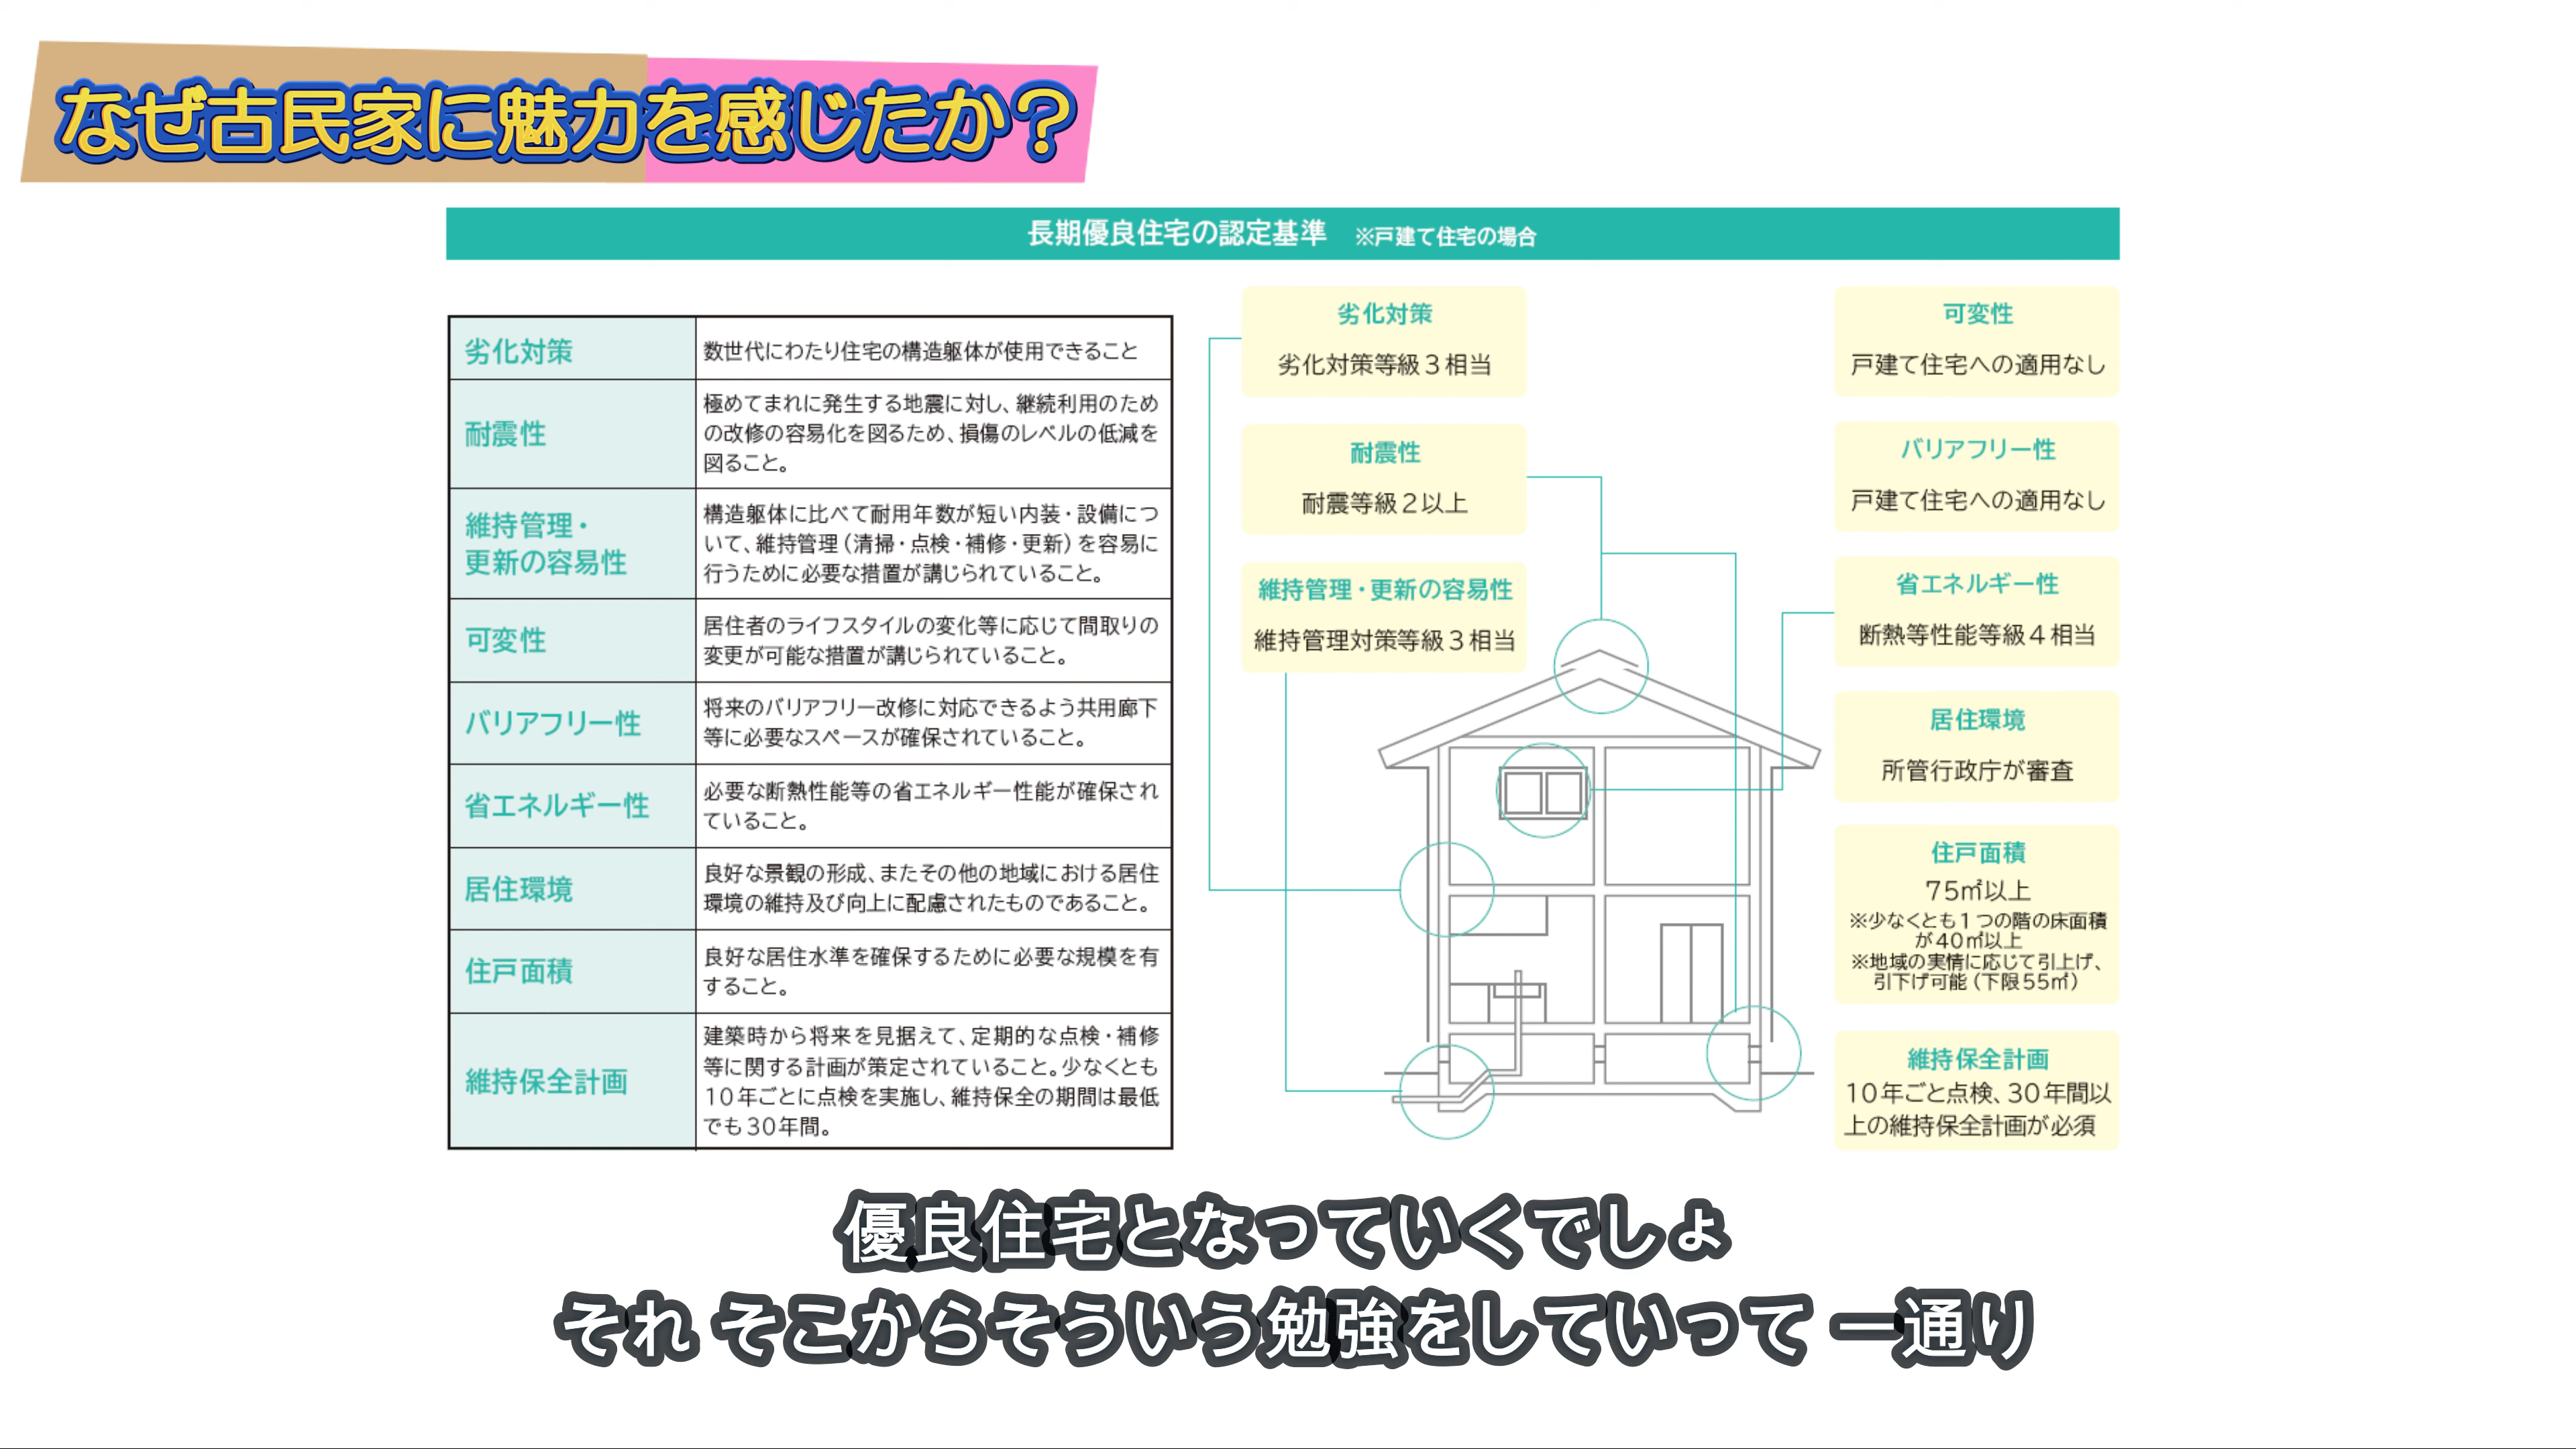 なぜ古民家に魅力を感じたか？
長期優良住宅の認定基準　※戸建て住宅の場合
劣化対策
数世代にわたり住宅の構造躯体が使用できること
耐震性
極めてまれに発生する地震に対し、継続利用のため
の改修の容易化を図るため、損傷のレベルの低減を
図ること。
維持管理・
更新の容易性
構造躯体に比べて耐用年数が短い内装・設備につ
いて、維持管理（清掃・点検・補修・更新）を容易に
行うために必要な措置が講じられていること。
可変性
居住者のライフスタイルの変化等に応じて間取りの
変更が可能な措置が講じられていること。
バリアフリー性
将来のバリアフリー改修に対応できるよう共用廊下
等に必要なスペースが確保されていること。
省エネルギー性
必要な断熱性能等の省エネルギー性能が確保され
ていること。
居住環境
良好な景観の形成、またその他の地域における居住
環境の維持及び向上に配慮されたものであること。
住戸面積
良好な居住水準を確保するために必要な規模を有
すること。
維持保全計画
建築時から将来を見据えて、定期的な点検・補修
等に関する計画が策定されていること。少なくとも
10年ごとに点検を実施し、維持保全の期間は最低
でも30年間。
劣化対策
劣化対策等級3相当
耐震性
耐震等級2以上
維持管理・更新の容易性
維持管理対策等級3相当
可変性
戸建て住宅への適用なし
バリアフリー性
戸建て住宅への適用なし
省エネルギー性
断熱等性能等級4相当
居住環境
所管行政庁が審査
住戸面積
75㎡以上
※少なくとも1つの階の床面積
が40㎡以上
※地域の実情に応じて引上げ、
引下げ可能（下限55㎡）
維持保全計画
10年ごと点検、30年間以
上の維持保全計画が必須
優良住宅となっていくでしょ
それ そこからそういう勉強をしていって 一通り